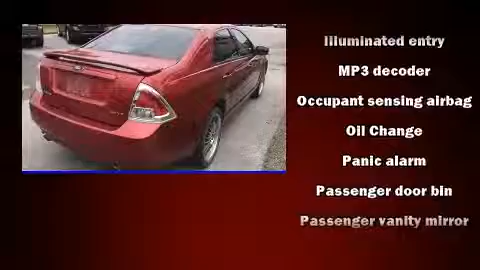 Illuminated entry
MP3 decoder
Occupant sensing airbag
Oil Change
Panic alarm
Passenger door bin
Passenger vanity mirror